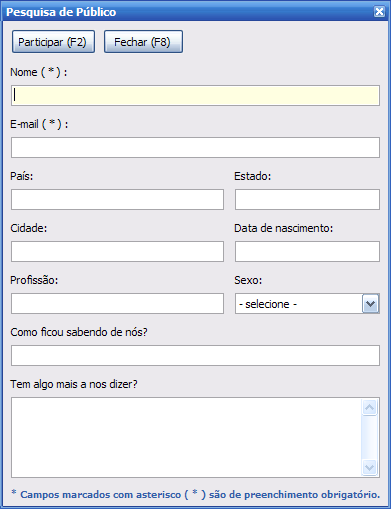 Pesquisa de Público
Participar (F2) Fechar (F8)
Nome ( * ) :
E-mail ( * ) :
País: Estado:
Cidade: Data de nascimento:
Profissão: Sexo:
- selecione -
Como ficou sabendo de nós?
Tem algo mais a nos dizer?
* Campos marcados com asterisco ( * ) são de preenchimento obrigatório.